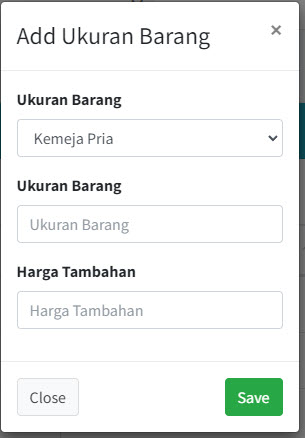 Add Ukuran Barang ×
Ukuran Barang
Kemeja Pria
Ukuran Barang
Ukuran Barang
Harga Tambahan
Harga Tambahan
Close Save